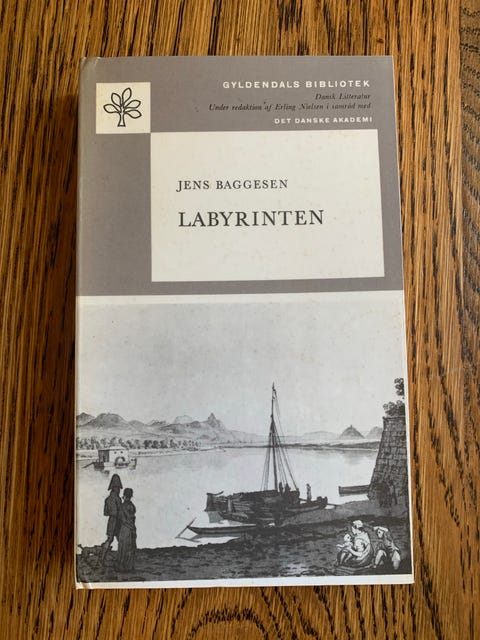 GYLDENDALS BIBLIOTEK
Dansk Litteratur
Under redaktion af Erling Nielsen i samråd med
DET DANSKE AKADEMI
JENS BAGGESEN
LABYRINTEN